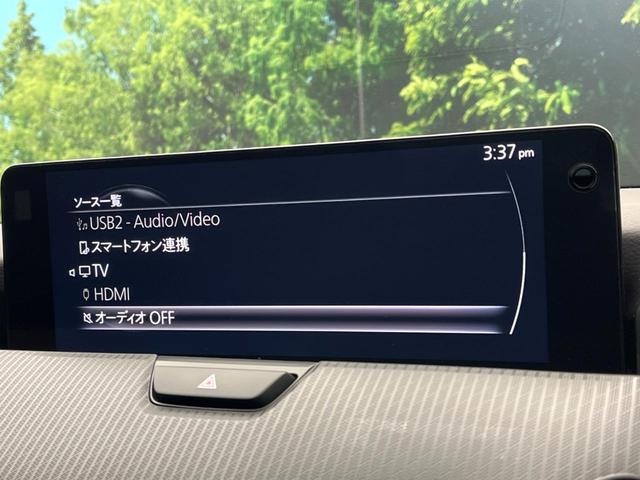 3:37 pm
ソース一覧
USB2 - Audio/Video
スマートフォン連携
TV
HDMI
オーディオ OFF